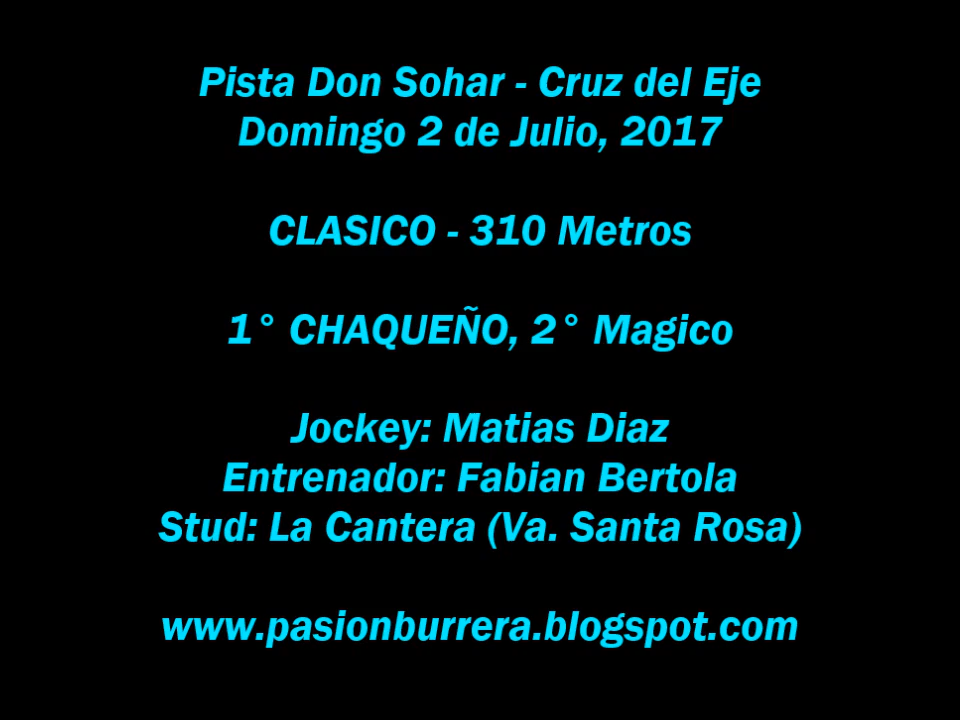 Pista Don Sohar - Cruz del Eje
Domingo 2 de Julio, 2017
CLASICO - 310 Metros
1° CHAQUEÑO, 2° Magico
Jockey: Matias Diaz
Entrenador: Fabian Bertola
Stud: La Cantera (Va. Santa Rosa)
www.pasionburrera.blogspot.com